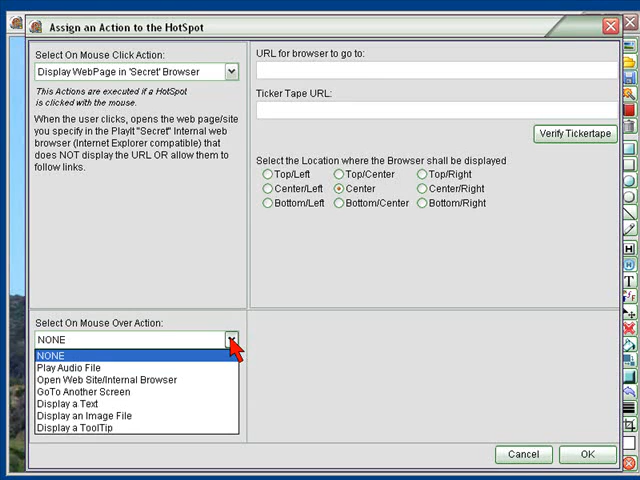 Assign an Action to the HotSpot
Select On Mouse Click Action:
Display WebPage in 'Secret' Browser
This Actions are executed if a HotSpot
is clicked with the mouse.
When the user clicks, opens the web page/site
you specify in the PlayIt "Secret" Internal web
browser (Internet Explorer compatible) that
does NOT display the URL OR allow them to
follow links.
URL for browser to go to:
Ticker Tape URL:
Verify Tickertape
Select the Location where the Browser shall be displayed
Top/Left Top/Center Top/Right
Center/Left Center Center/Right
Bottom/Left Bottom/Center Bottom/Right
Select On Mouse Over Action:
NONE
NONE
Play Audio File
Open Web Site/Internal Browser
GoTo Another Screen
Display a Text
Display an Image File
Display a ToolTip
Cancel OK
H
H
T